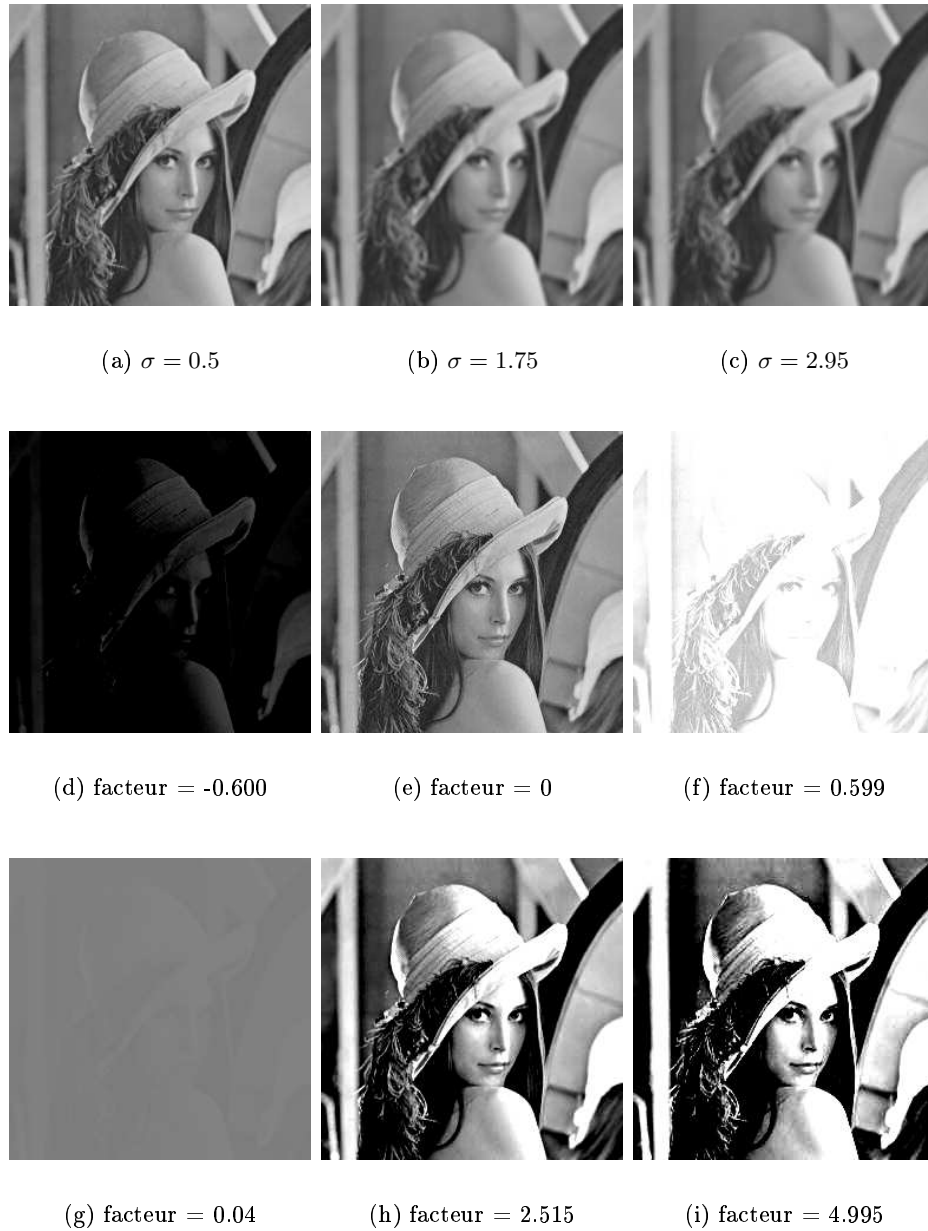 (a) σ = 0.5
(b) σ = 1.75
(c) σ = 2.95
(d) facteur = -0.600
(e) facteur = 0
(f) facteur = 0.599
(g) facteur = 0.04
(h) facteur = 2.515
(i) facteur = 4.995